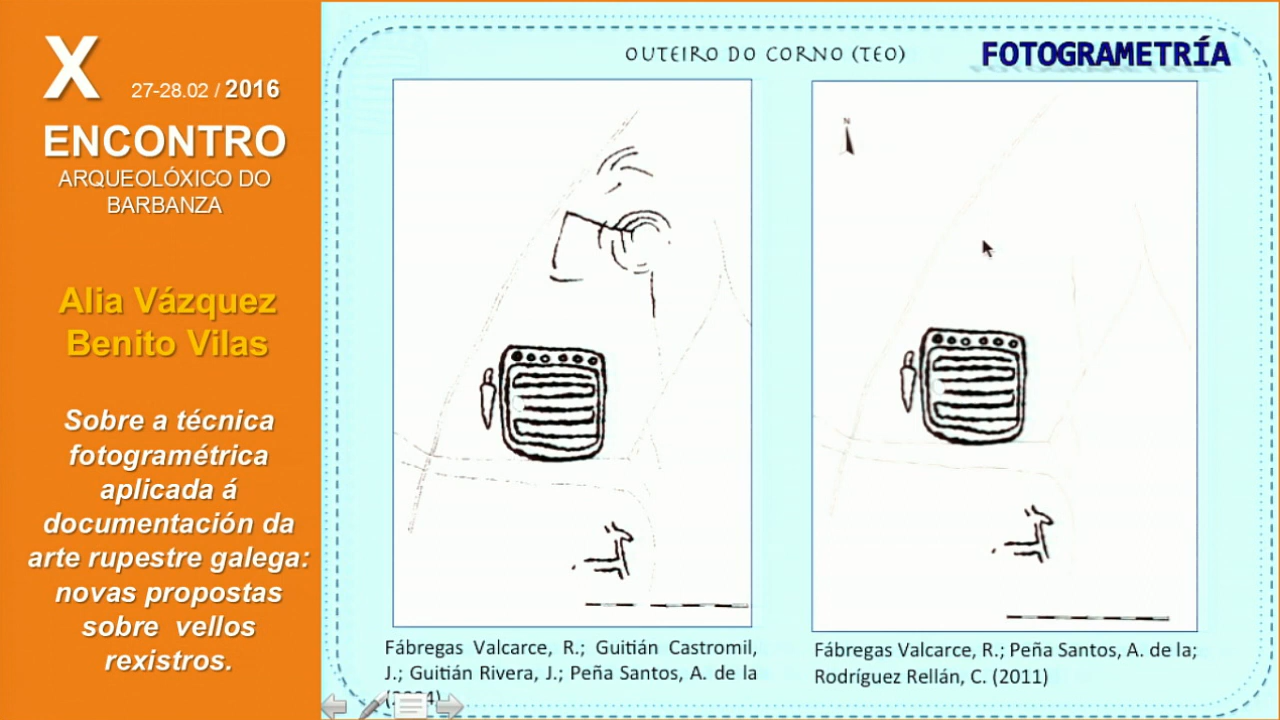 X
27-28.02 / 2016
ENCONTRO
ARQUEOLÓXICO DO
BARBANZA
Alia Vázquez
Benito Vilas
Sobre a técnica
fotogramétrica
aplicada á
documentación da
arte rupestre galega:
novas propostas
sobre vellos
rexistros.
OUTEIRO DO CORNO (TEO)
FOTOGRAMETRÍA
N
Fábregas Valcarce, R.; Guitián Castromil,
J.; Guitián Rivera, J.; Peña Santos, A. de la
Fábregas Valcarce, R.; Peña Santos, A. de la;
Rodríguez Rellán, C. (2011)